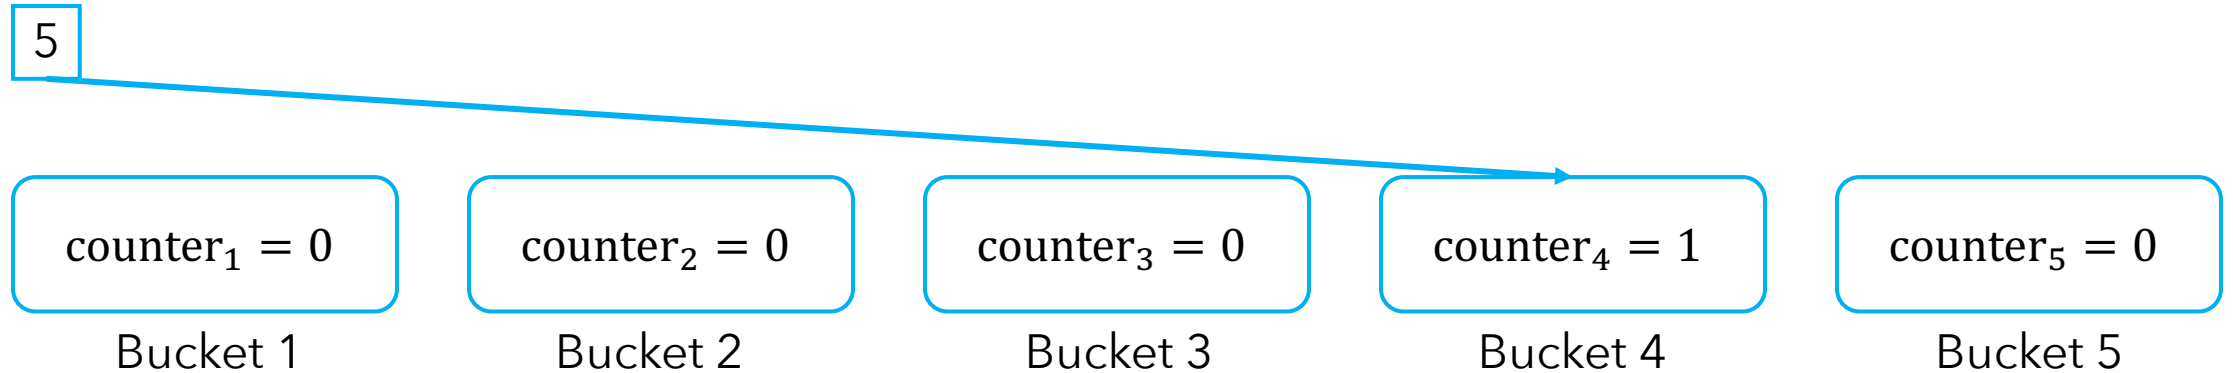 5
counter₁ = 0 counter₂ = 0 counter₃ = 0 counter₄ = 1 counter₅ = 0
Bucket 1 Bucket 2 Bucket 3 Bucket 4 Bucket 5